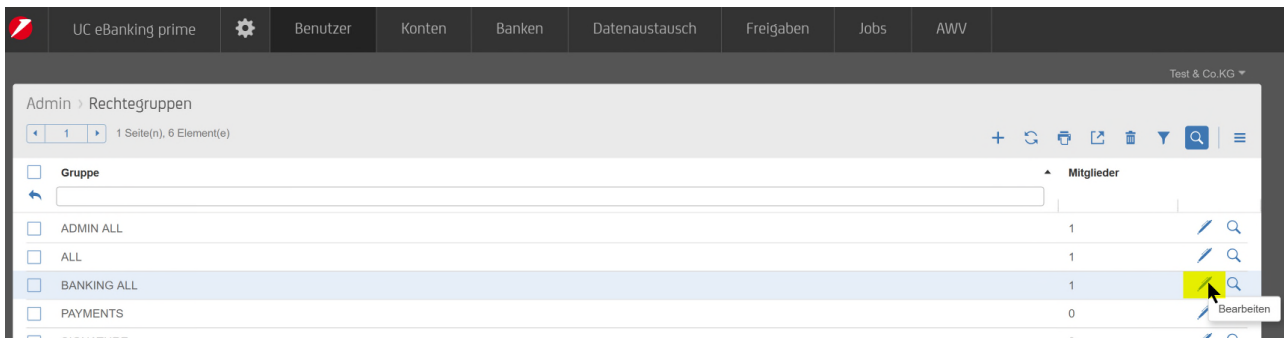 UC eBanking prime Benutzer Konten Banken Datenaustausch Freigaben Jobs AWV
Test & Co.KG
Admin > Rechtegruppen
1 1 Seite(n), 6 Element(e)
Gruppe Mitglieder
ADMIN ALL 1
ALL 1
BANKING ALL 1
Bearbeiten
PAYMENTS 0